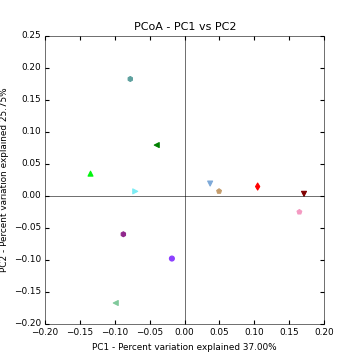 PCoA - PC1 vs PC2
0.25
0.20
0.15
0.10
0.05
0.00
−0.05
−0.10
−0.15
−0.20
PC2 - Percent variation explained 25.75%
−0.20 −0.15 −0.10 −0.05 0.00 0.05 0.10 0.15 0.20
PC1 - Percent variation explained 37.00%